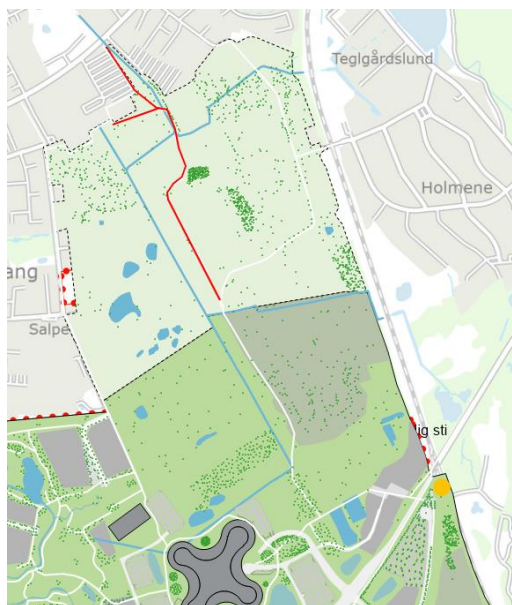 Teglgårdslund
Holmene
ang
Salpe
ig sti